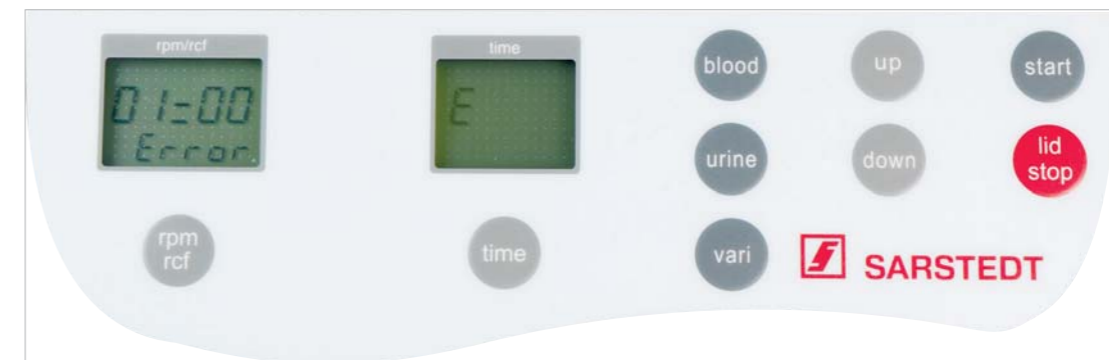 rpm/rcf
01=00
Error
rpm
rcf
time
E
time
blood
urine
vari
up
down
start
lid
stop
SARSTEDT